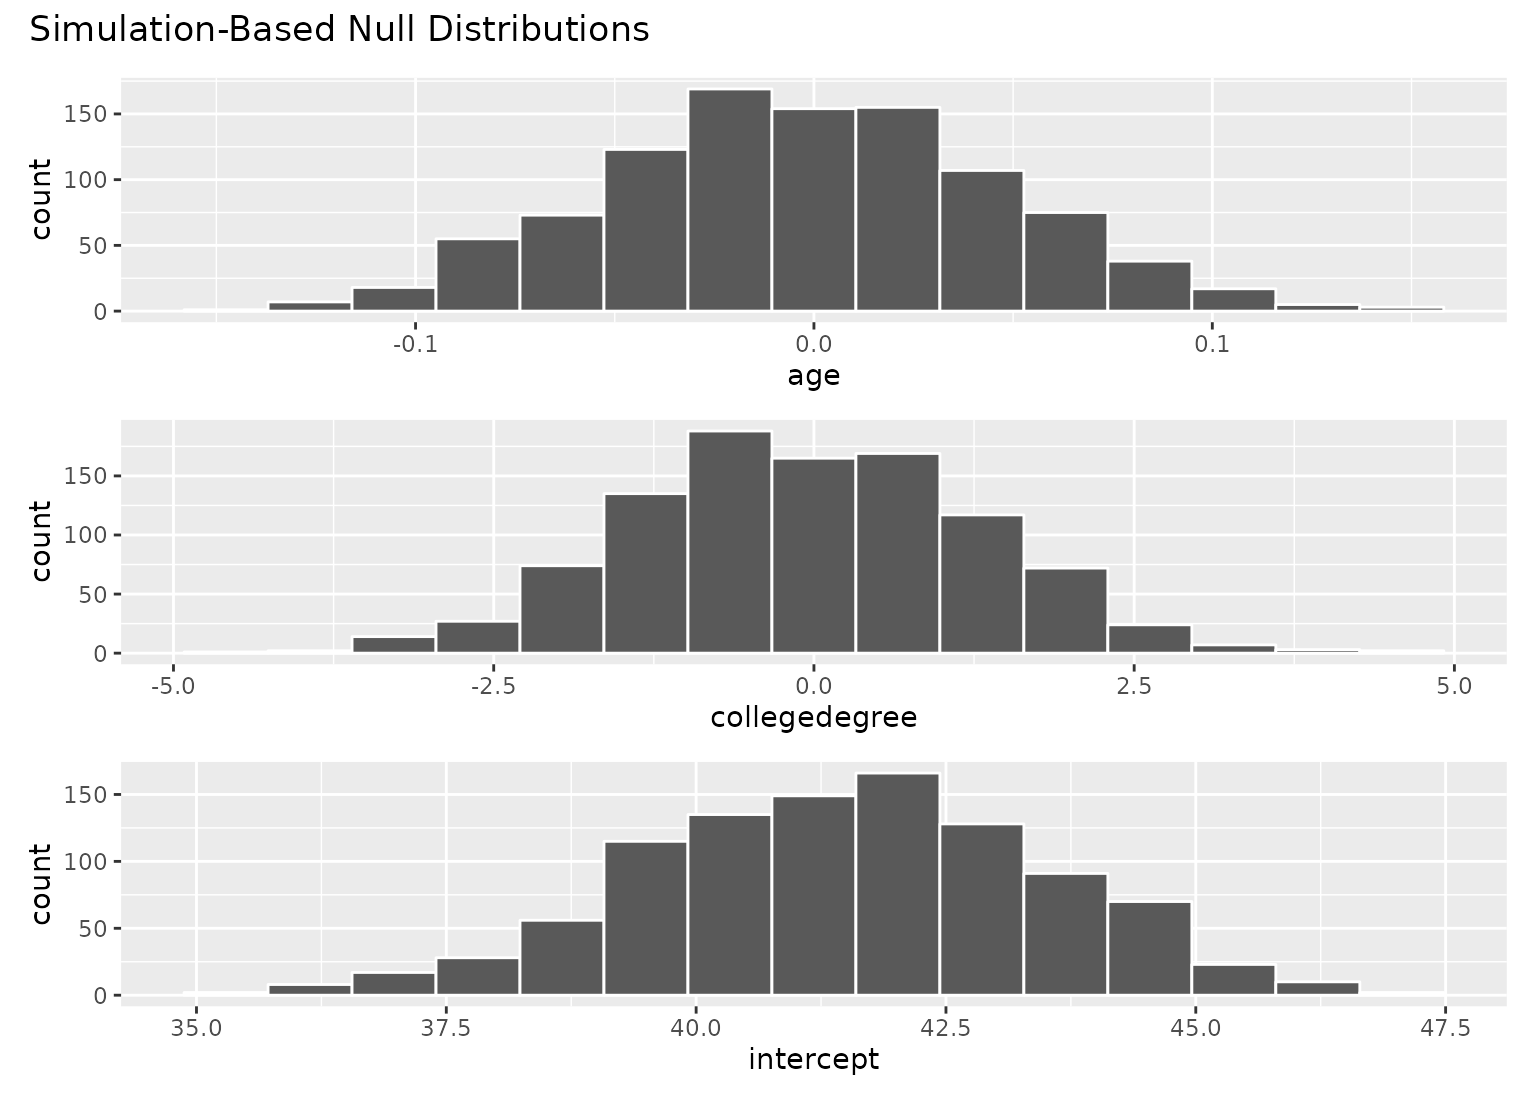 Simulation-Based Null Distributions
count
150
100
50
0
-0.1 0.0 0.1
age
count
150
100
50
0
-5.0 -2.5 0.0 2.5 5.0
collegedegree
count
150
100
50
0
35.0 37.5 40.0 42.5 45.0 47.5
intercept